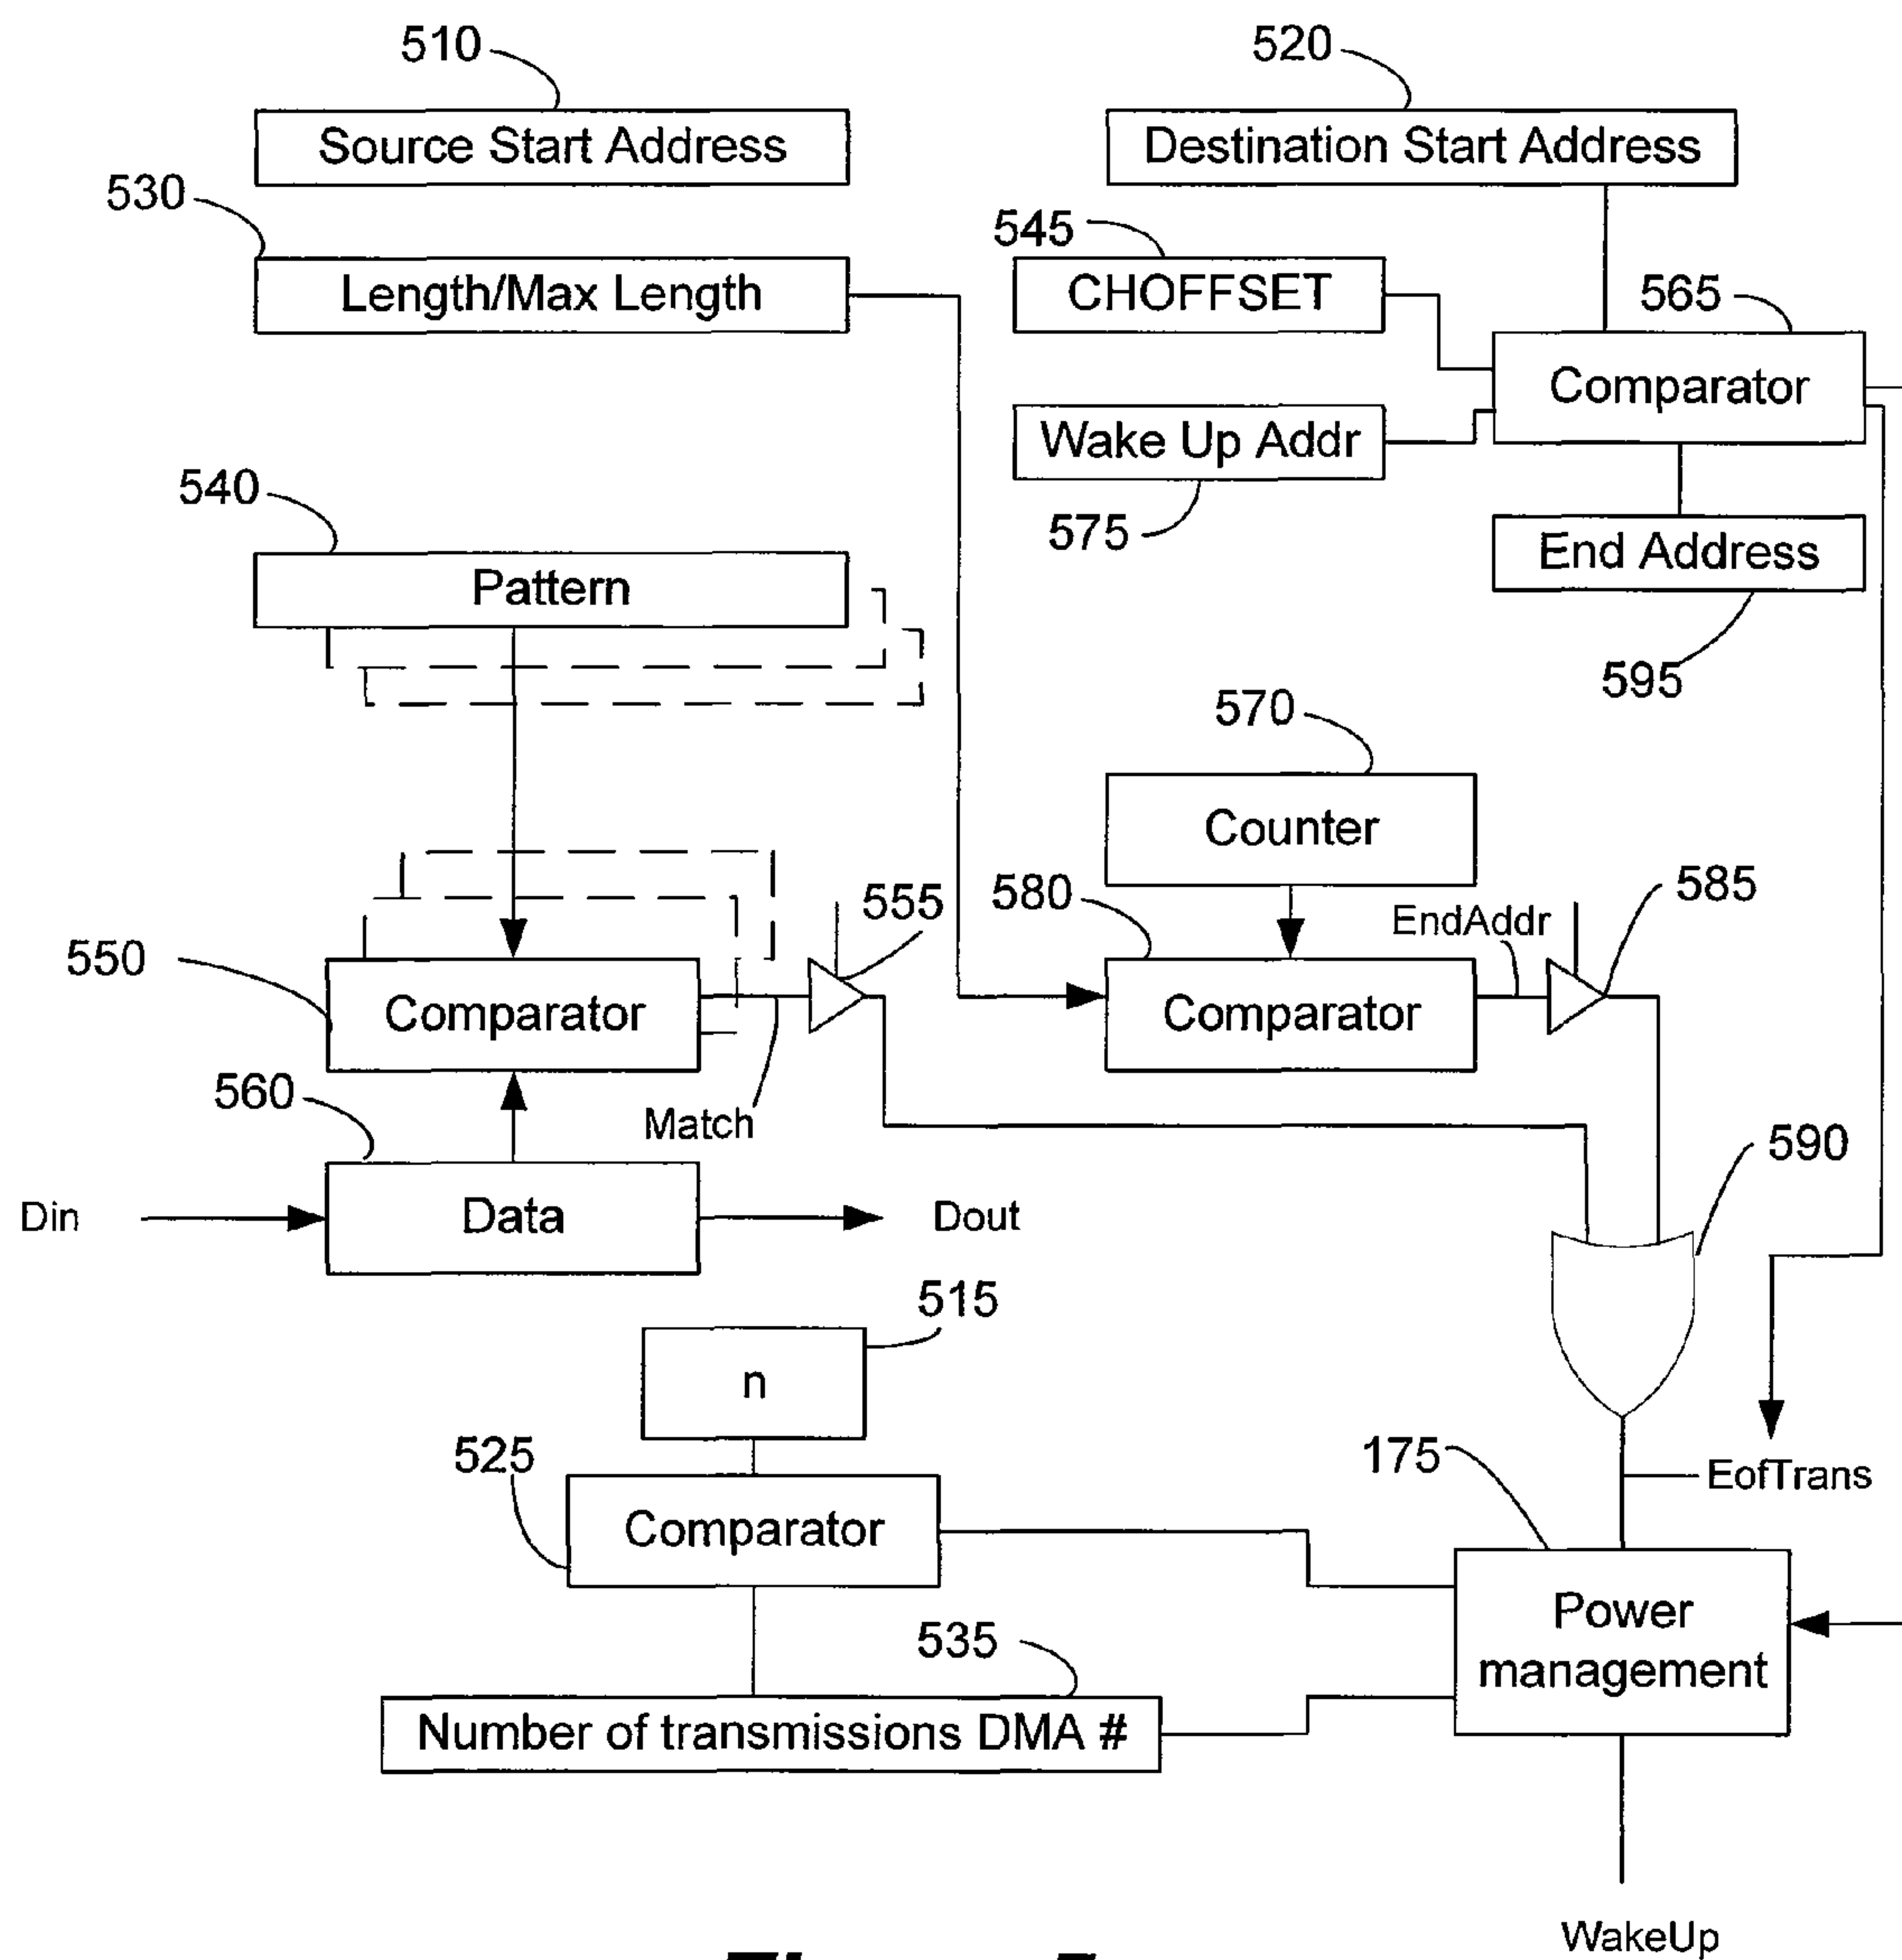 510
520
Source Start Address
Destination Start Address
530
545
565
Length/Max Length
CHOFFSET
Comparator
Wake Up Addr
540
575
End Address
Pattern
595
570
Counter
555
580
585
EndAddr
550
Comparator
Comparator
560
Match
590
Din
Data
Dout
515
n
525
175
EofTrans
Comparator
535
Power
management
Number of transmissions DMA #
WakeUp